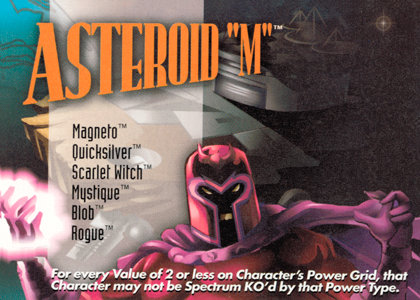 ASTEROID "M"™
Magneto™
Quicksilver™
Scarlet Witch™
Mystique™
Blob™
Rogue™
For every Value of 2 or less on Character's Power Grid, that
Character may not be Spectrum KO'd by that Power Type.